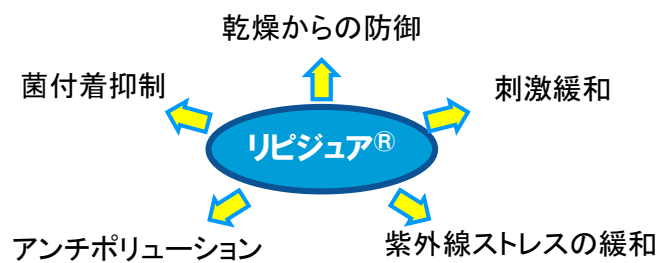 乾燥からの防御
菌付着抑制
刺激緩和
リピジュア®
アンチポリューション
紫外線ストレスの緩和